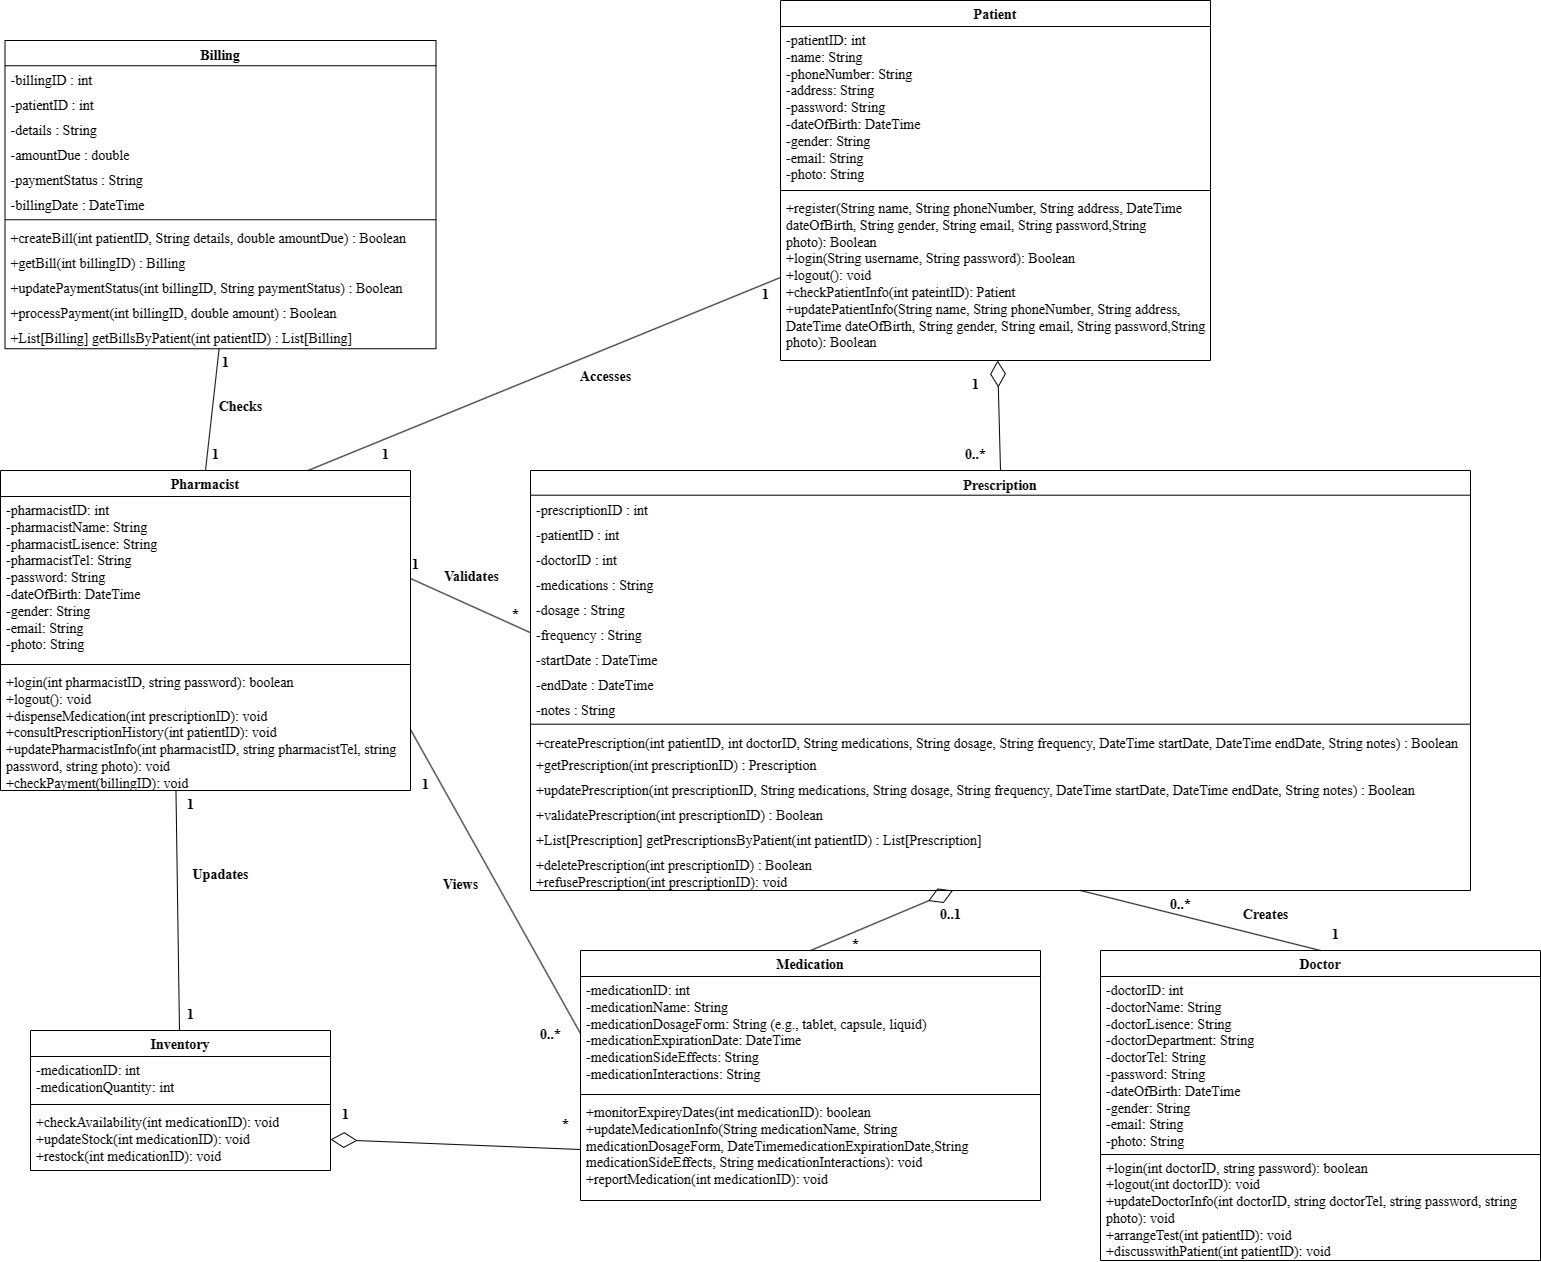 Patient
-patientID: int
-name: String
-phoneNumber: String
-address: String
-password: String
-dateOfBirth: DateTime
-gender: String
-email: String
-photo: String
+register(String name, String phoneNumber, String address, DateTime
dateOfBirth, String gender, String email, String password,String
photo): Boolean
+login(String username, String password): Boolean
+logout(): void
+checkPatientInfo(int pateintID): Patient
+updatePatientInfo(String name, String phoneNumber, String address,
DateTime dateOfBirth, String gender, String email, String password,String
photo): Boolean
Billing
-billingID : int
-patientID : int
-details : String
-amountDue : double
-paymentStatus : String
-billingDate : DateTime
+createBill(int patientID, String details, double amountDue) : Boolean
+getBill(int billingID) : Billing
+updatePaymentStatus(int billingID, String paymentStatus) : Boolean
+processPayment(int billingID, double amount) : Boolean
+List[Billing] getBillsByPatient(int patientID) : List[Billing]
1
Checks
1
1
Accesses
1
1
0..*
Pharmacist
-pharmacistID: int
-pharmacistName: String
-pharmacistLisence: String
-pharmacistTel: String
-password: String
-dateOfBirth: DateTime
-gender: String
-email: String
-photo: String
+login(int pharmacistID, string password): boolean
+logout(): void
+dispenseMedication(int prescriptionID): void
+consultPrescriptionHistory(int patientID): void
+updatePharmacistInfo(int pharmacistID, string pharmacistTel, string
password, string photo): void
+checkPayment(billingID): void
1
Validates
*
Prescription
-prescriptionID : int
-patientID : int
-doctorID : int
-medications : String
-dosage : String
-frequency : String
-startDate : DateTime
-endDate : DateTime
-notes : String
+createPrescription(int patientID, int doctorID, String medications, String dosage, String frequency, DateTime startDate, DateTime endDate, String notes) : Boolean
+getPrescription(int prescriptionID) : Prescription
+updatePrescription(int prescriptionID, String medications, String dosage, String frequency, DateTime startDate, DateTime endDate, String notes) : Boolean
+validatePrescription(int prescriptionID) : Boolean
+List[Prescription] getPrescriptionsByPatient(int patientID) : List[Prescription]
+deletePrescription(int prescriptionID) : Boolean
+refusePrescription(int prescriptionID): void
1
Upadates
1
1
Views
0..*
0..1
*
0..*
Creates
1
Inventory
-medicationID: int
-medicationQuantity: int
+checkAvailability(int medicationID): void
+updateStock(int medicationID): void
+restock(int medicationID): void
1
*
Medication
-medicationID: int
-medicationName: String
-medicationDosageForm: String (e.g., tablet, capsule, liquid)
-medicationExpirationDate: DateTime
-medicationSideEffects: String
-medicationInteractions: String
+monitorExpireyDates(int medicationID): boolean
+updateMedicationInfo(String medicationName, String
medicationDosageForm, DateTimemedicationExpirationDate,String
medicationSideEffects, String medicationInteractions): void
+reportMedication(int medicationID): void
Doctor
-doctorID: int
-doctorName: String
-doctorLisence: String
-doctorDepartment: String
-doctorTel: String
-password: String
-dateOfBirth: DateTime
-gender: String
-email: String
-photo: String
+login(int doctorID, string password): boolean
+logout(int doctorID): void
+updateDoctorInfo(int doctorID, string doctorTel, string password, string
photo): void
+arrangeTest(int patientID): void
+discusswithPatient(int patientID): void